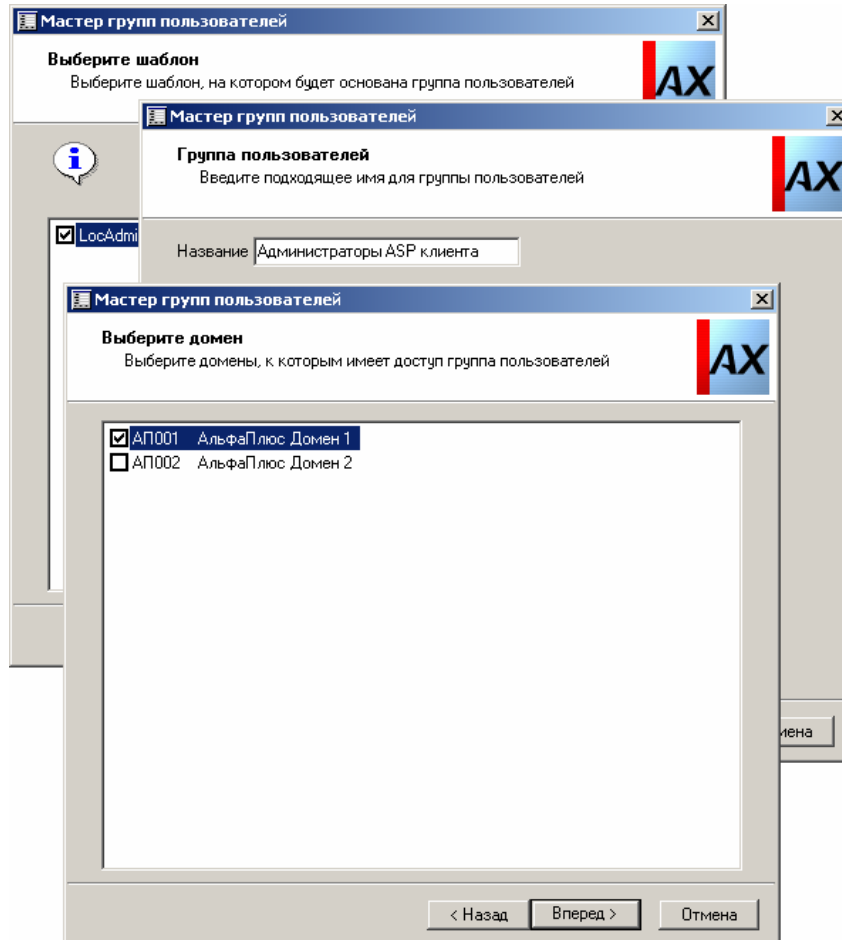 Мастер групп пользователей
Выберите шаблон
Выберите шаблон, на котором будет основана группа пользователей
AX
Мастер групп пользователей
Группа пользователей
Введите подходящее имя для группы пользователей
AX
LocAdmi
Название Администраторы ASP клиента
Мастер групп пользователей
Выберите домен
Выберите домены, к которым имеет доступ группа пользователей
AX
АП001 АльфаПлюс Домен 1
АП002 АльфаПлюс Домен 2
мена
< Назад Вперед > Отмена